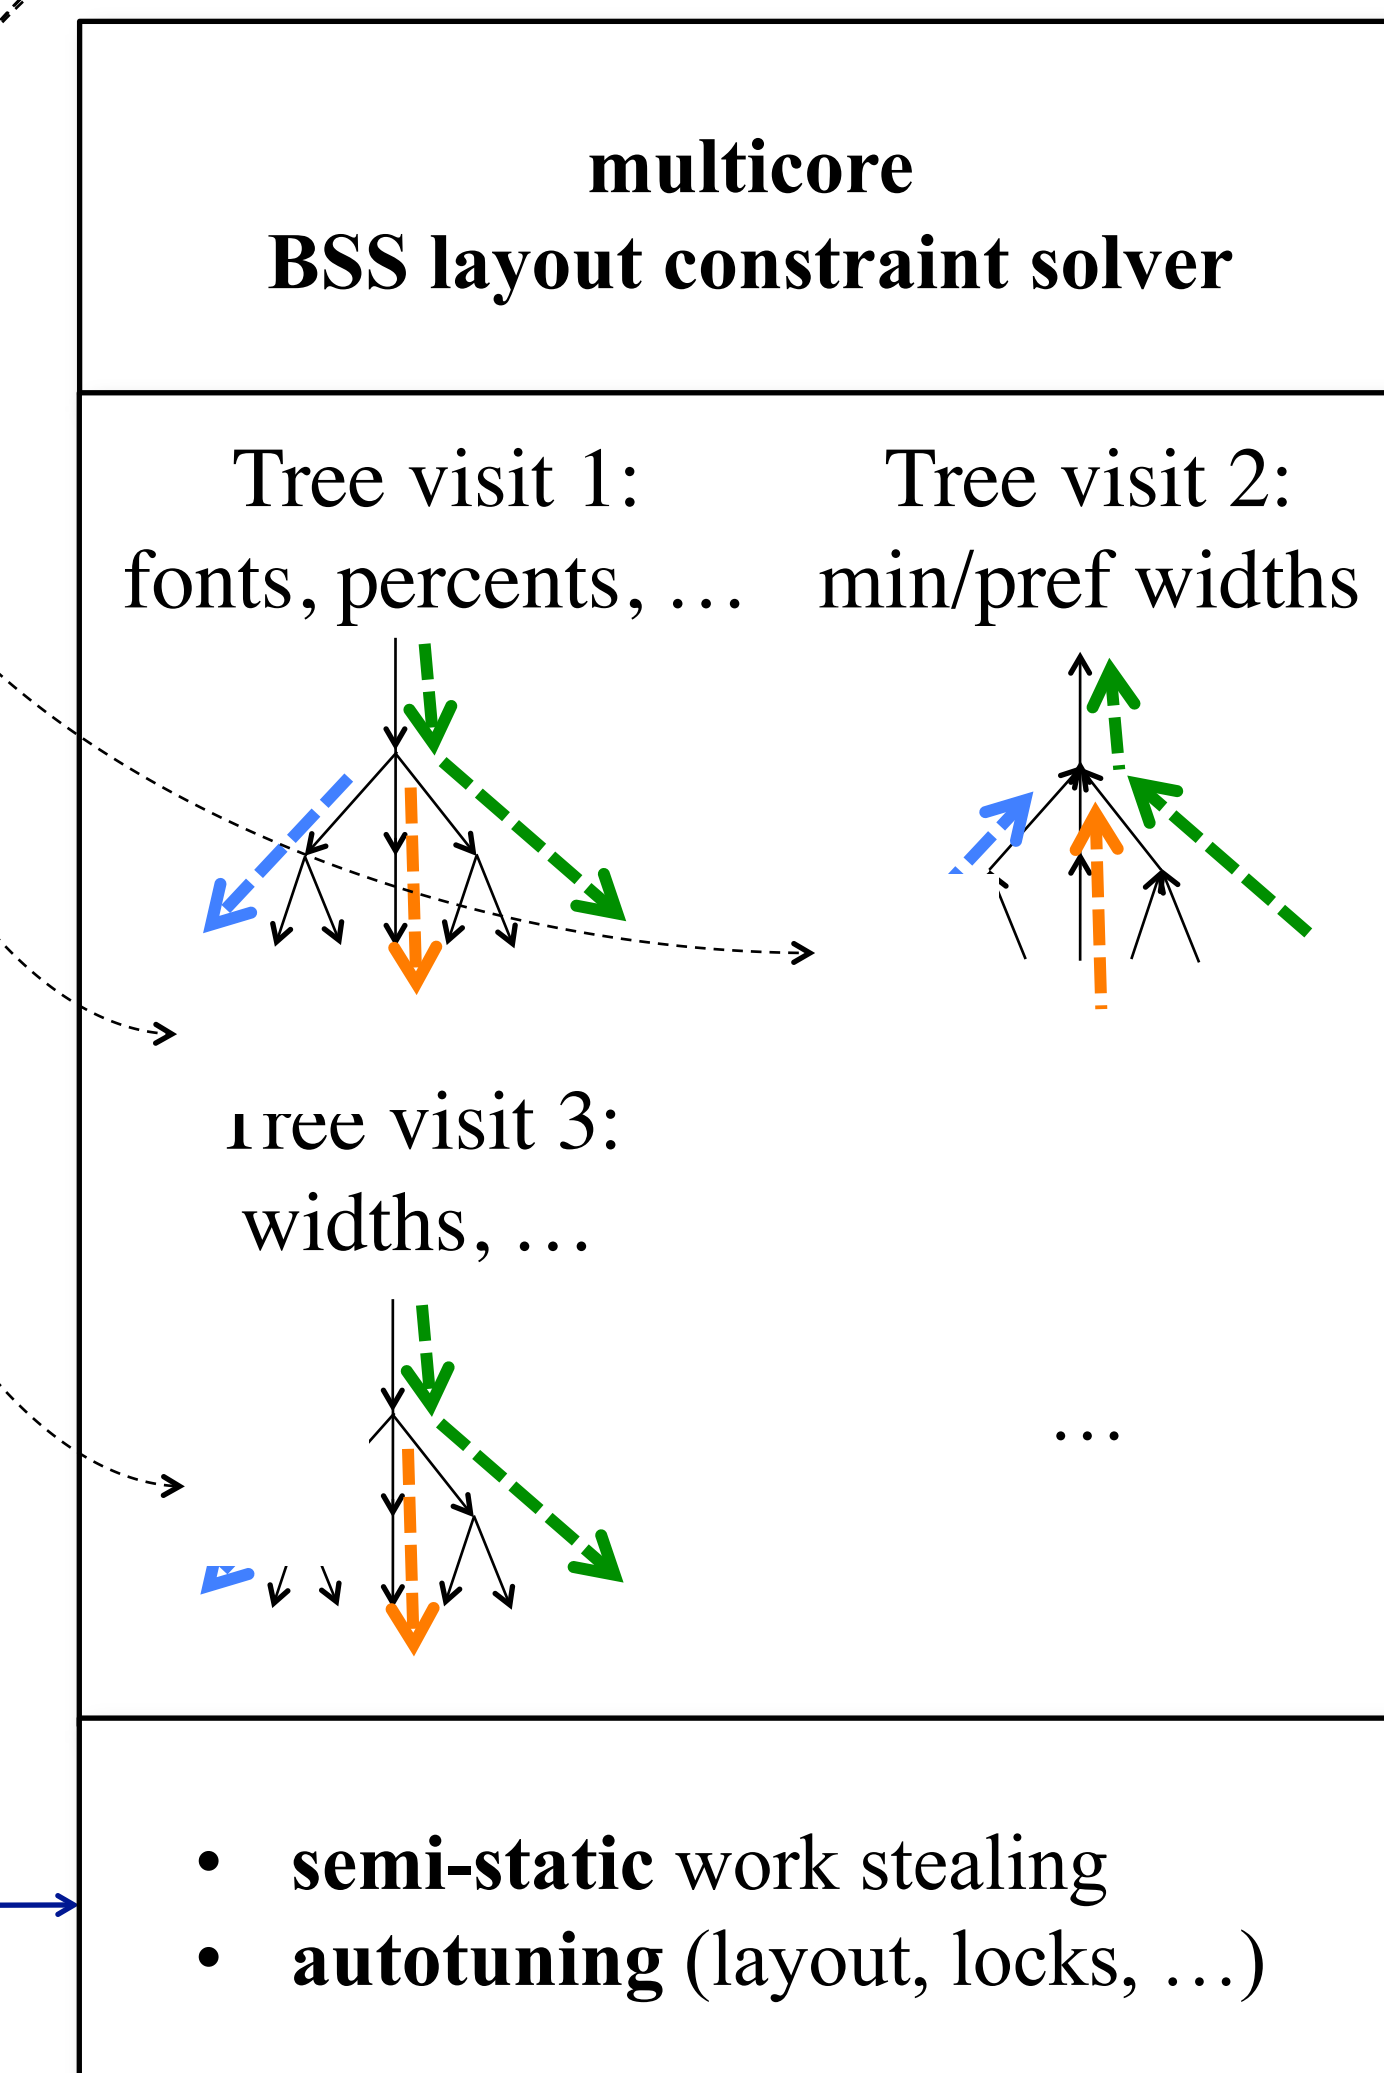 multicore
BSS layout constraint solver
Tree visit 1:
fonts, percents, …
Tree visit 2:
min/pref widths
Tree visit 3:
widths, …
…
• semi-static work stealing
• autotuning (layout, locks, …)